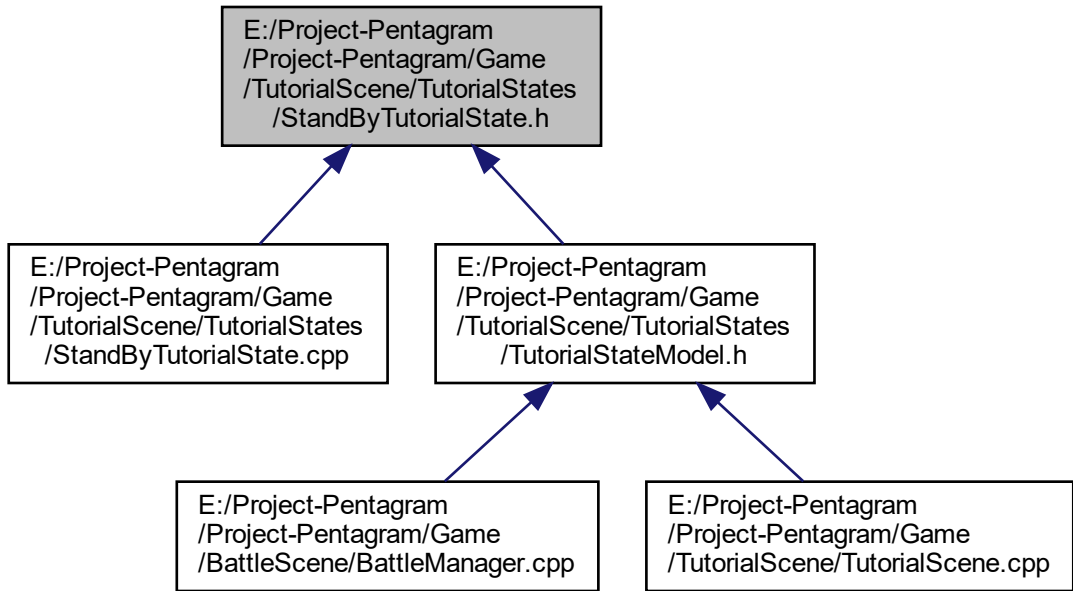 E:/Project-Pentagram
/Project-Pentagram/Game
/TutorialScene/TutorialStates
/StandByTutorialState.h
E:/Project-Pentagram
/Project-Pentagram/Game
/TutorialScene/TutorialStates
/StandByTutorialState.cpp
E:/Project-Pentagram
/Project-Pentagram/Game
/TutorialScene/TutorialStates
/TutorialStateModel.h
E:/Project-Pentagram
/Project-Pentagram/Game
/BattleScene/BattleManager.cpp
E:/Project-Pentagram
/Project-Pentagram/Game
/TutorialScene/TutorialScene.cpp